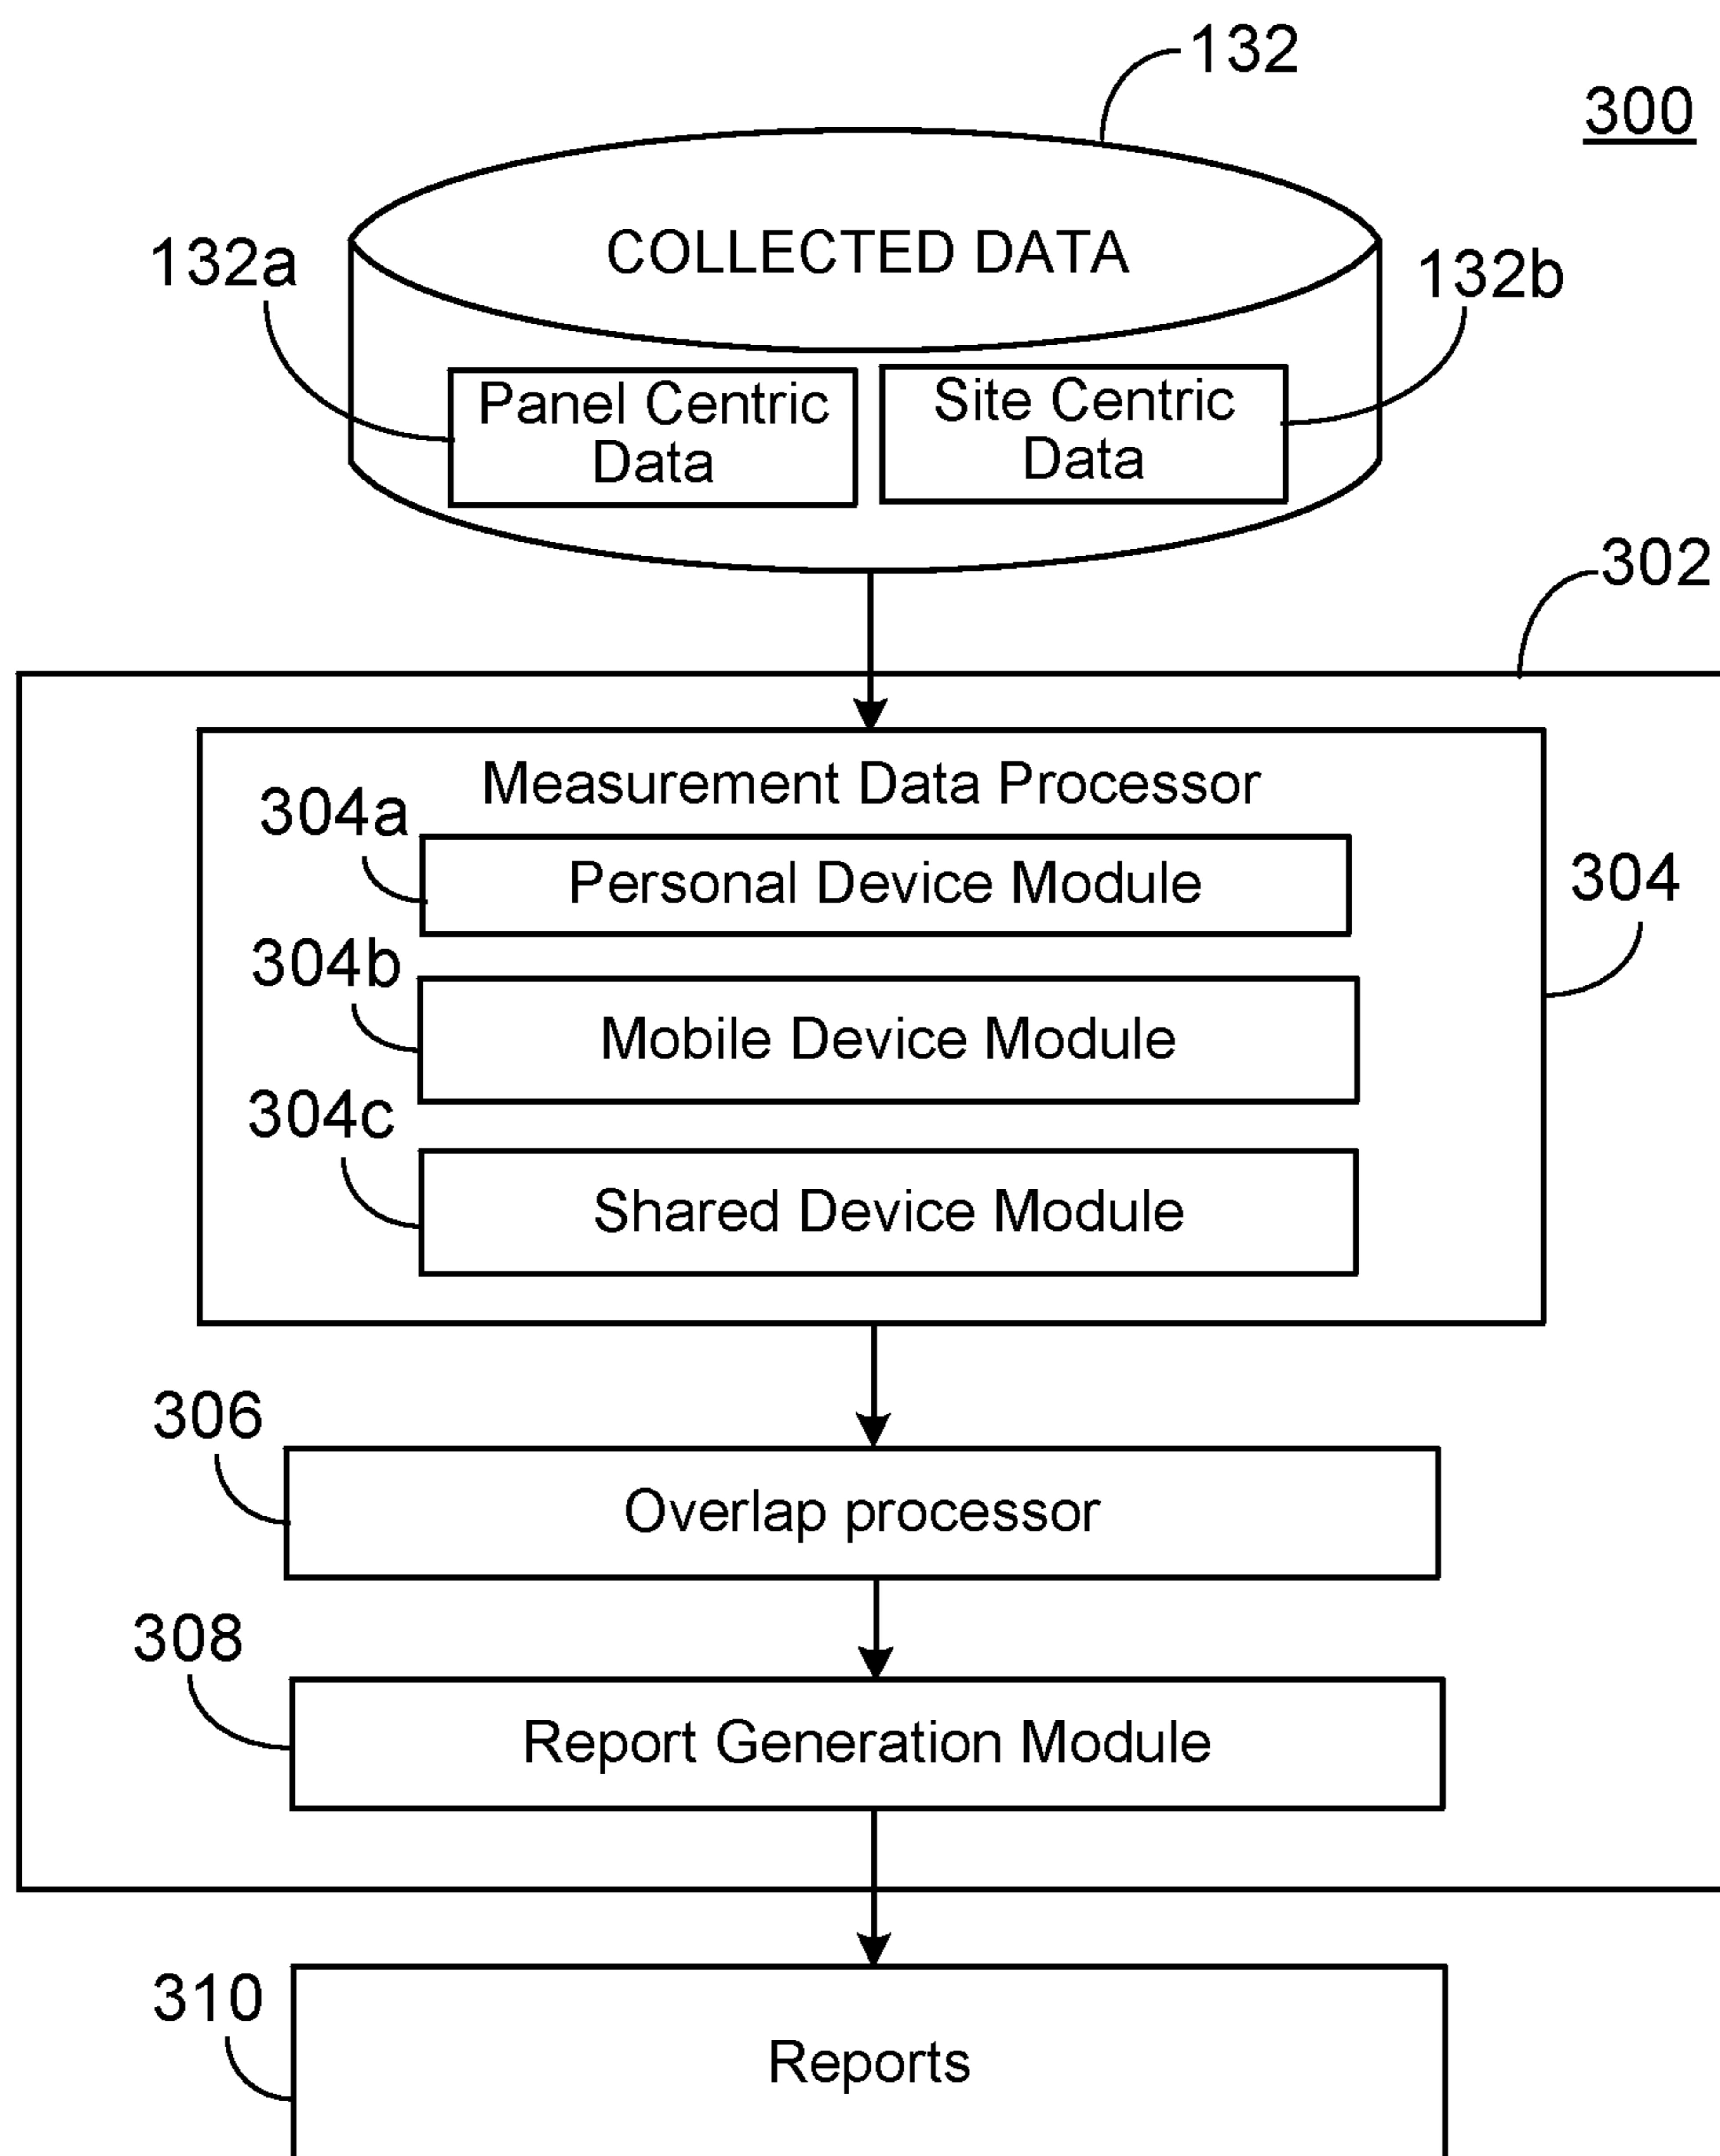 132
300
COLLECTED DATA
132a
132b
Panel Centric
Data
Site Centric
Data
302
Measurement Data Processor
304a
Personal Device Module
304
304b
Mobile Device Module
304c
Shared Device Module
306
Overlap processor
308
Report Generation Module
310
Reports